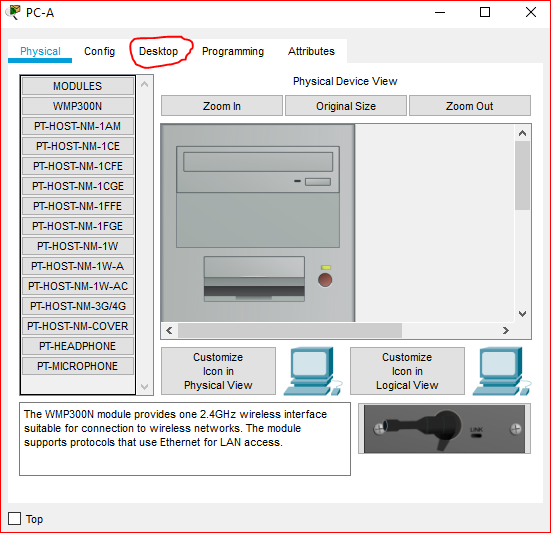 PC-A
Physical Config Desktop Programming Attributes
MODULES
WMP300N
PT-HOST-NM-1AM
PT-HOST-NM-1CE
PT-HOST-NM-1CFE
PT-HOST-NM-1CGE
PT-HOST-NM-1FFE
PT-HOST-NM-1FGE
PT-HOST-NM-1W
PT-HOST-NM-1W-A
PT-HOST-NM-1W-AC
PT-HOST-NM-3G/4G
PT-HOST-NM-COVER
PT-HEADPHONE
PT-MICROPHONE
Physical Device View
Zoom In Original Size Zoom Out
Customize
Icon in
Physical View
Customize
Icon in
Logical View
The WMP300N module provides one 2.4GHz wireless interface
suitable for connection to wireless networks. The module
supports protocols that use Ethernet for LAN access.
LINK
Top